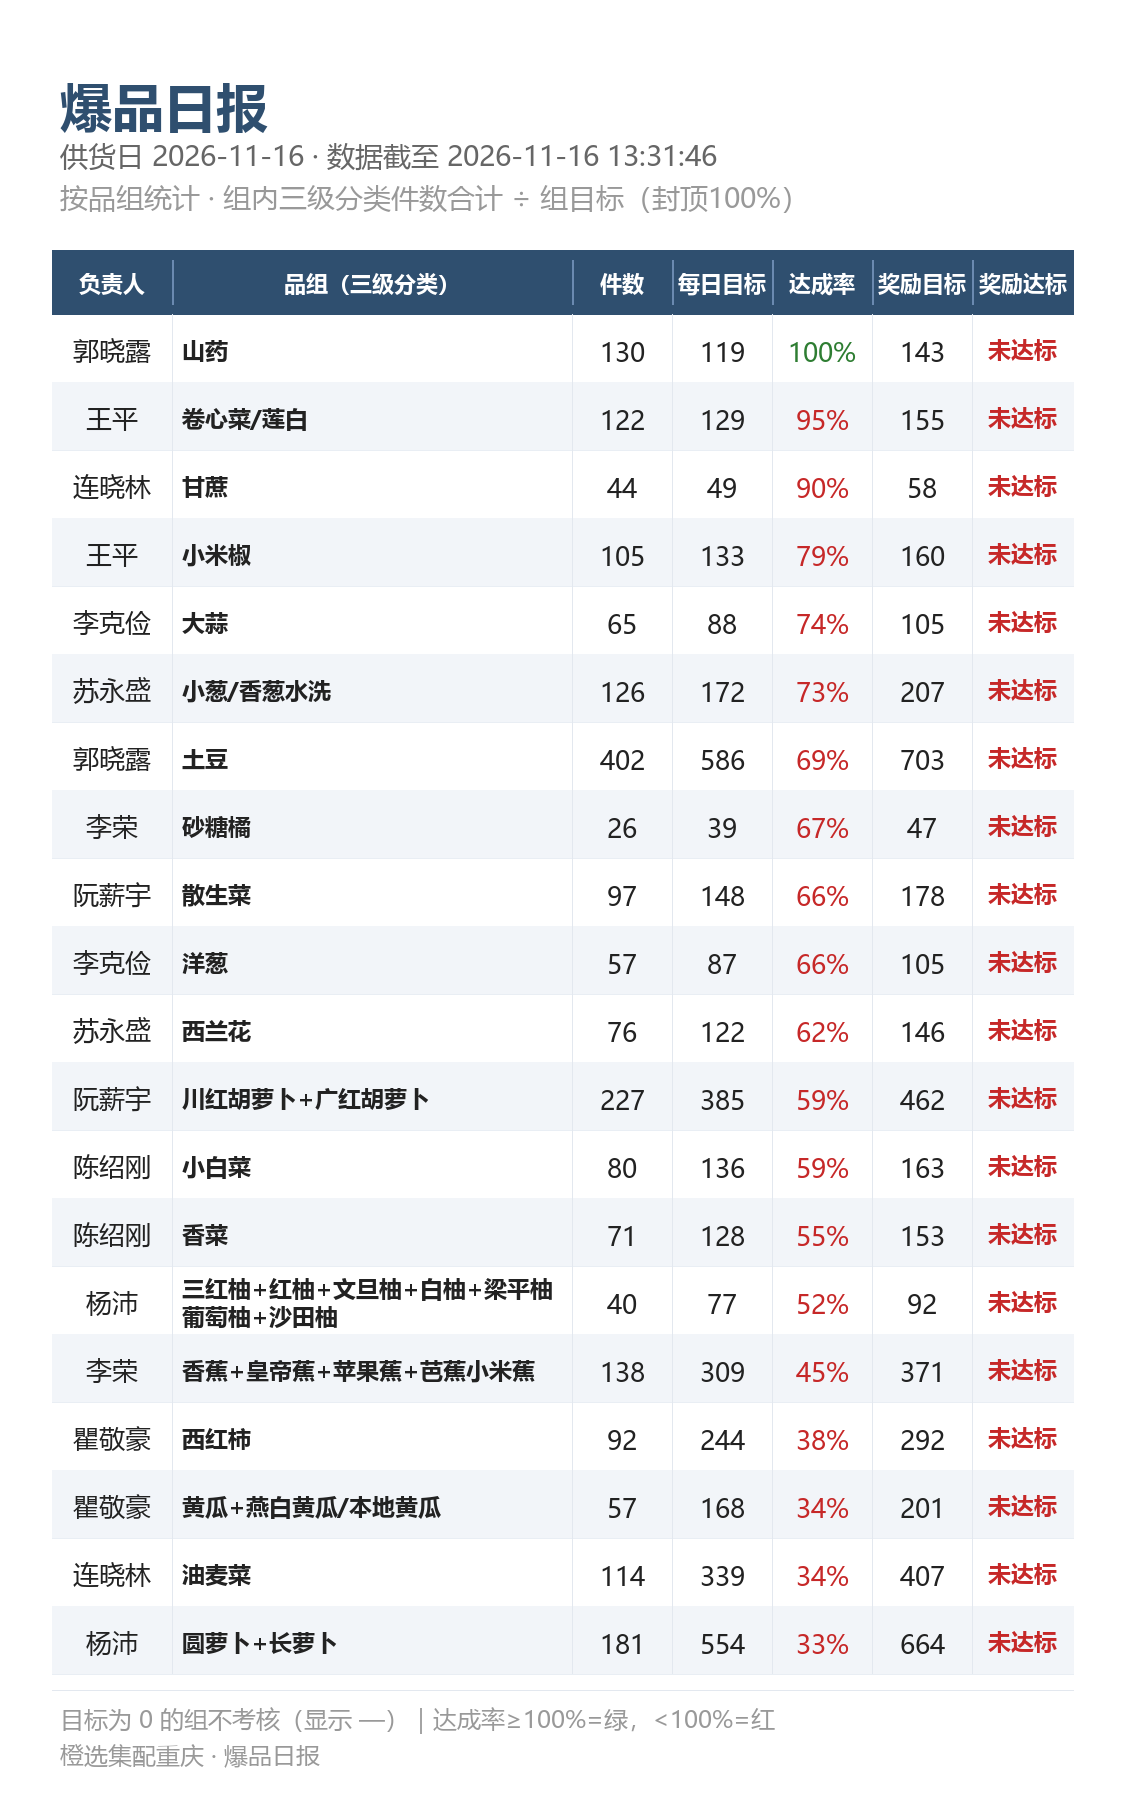 爆品日报
供货日 2026-11-16 · 数据截至 2026-11-16 13:31:46
按品组统计 · 组内三级分类件数合计 ÷ 组目标（封顶100%）
负责人 品组（三级分类） 件数 每日目标 达成率 奖励目标 奖励达标
郭晓露 山药 130 119 100% 143 未达标
王平 卷心菜/莲白 122 129 95% 155 未达标
连晓林 甘蔗 44 49 90% 58 未达标
王平 小米椒 105 133 79% 160 未达标
李克俭 大蒜 65 88 74% 105 未达标
苏永盛 小葱/香葱水洗 126 172 73% 207 未达标
郭晓露 土豆 402 586 69% 703 未达标
李荣 砂糖橘 26 39 67% 47 未达标
阮薪宇 散生菜 97 148 66% 178 未达标
李克俭 洋葱 57 87 66% 105 未达标
苏永盛 西兰花 76 122 62% 146 未达标
阮薪宇 川红胡萝卜+广红胡萝卜 227 385 59% 462 未达标
陈绍刚 小白菜 80 136 59% 163 未达标
陈绍刚 香菜 71 128 55% 153 未达标
杨沛 三红柚+红柚+文旦柚+白柚+梁平柚
葡萄柚+沙田柚 40 77 52% 92 未达标
李荣 香蕉+皇帝蕉+苹果蕉+芭蕉小米蕉 138 309 45% 371 未达标
瞿敬豪 西红柿 92 244 38% 292 未达标
瞿敬豪 黄瓜+燕白黄瓜/本地黄瓜 57 168 34% 201 未达标
连晓林 油麦菜 114 339 34% 407 未达标
杨沛 圆萝卜+长萝卜 181 554 33% 664 未达标
目标为 0 的组不考核（显示 —）｜达成率≥100%=绿，<100%=红
橙选集配重庆 · 爆品日报